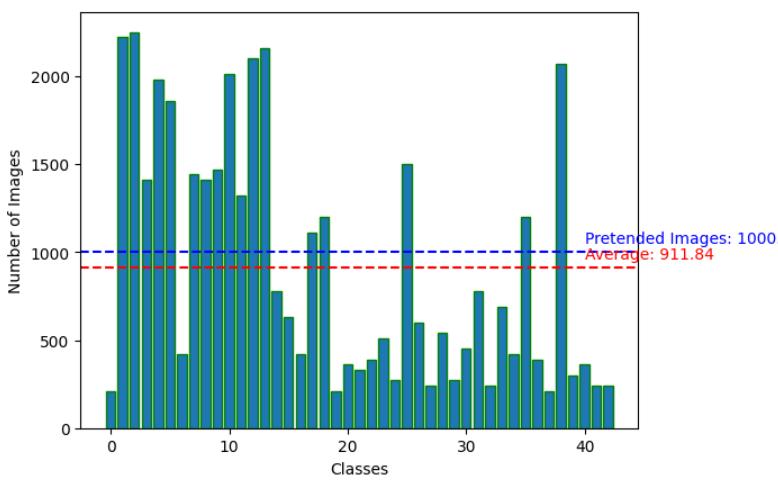 2000
1500
1000
500
0
Number of Images
Pretended Images: 1000
Average: 911.84
0 10 20 30 40
Classes